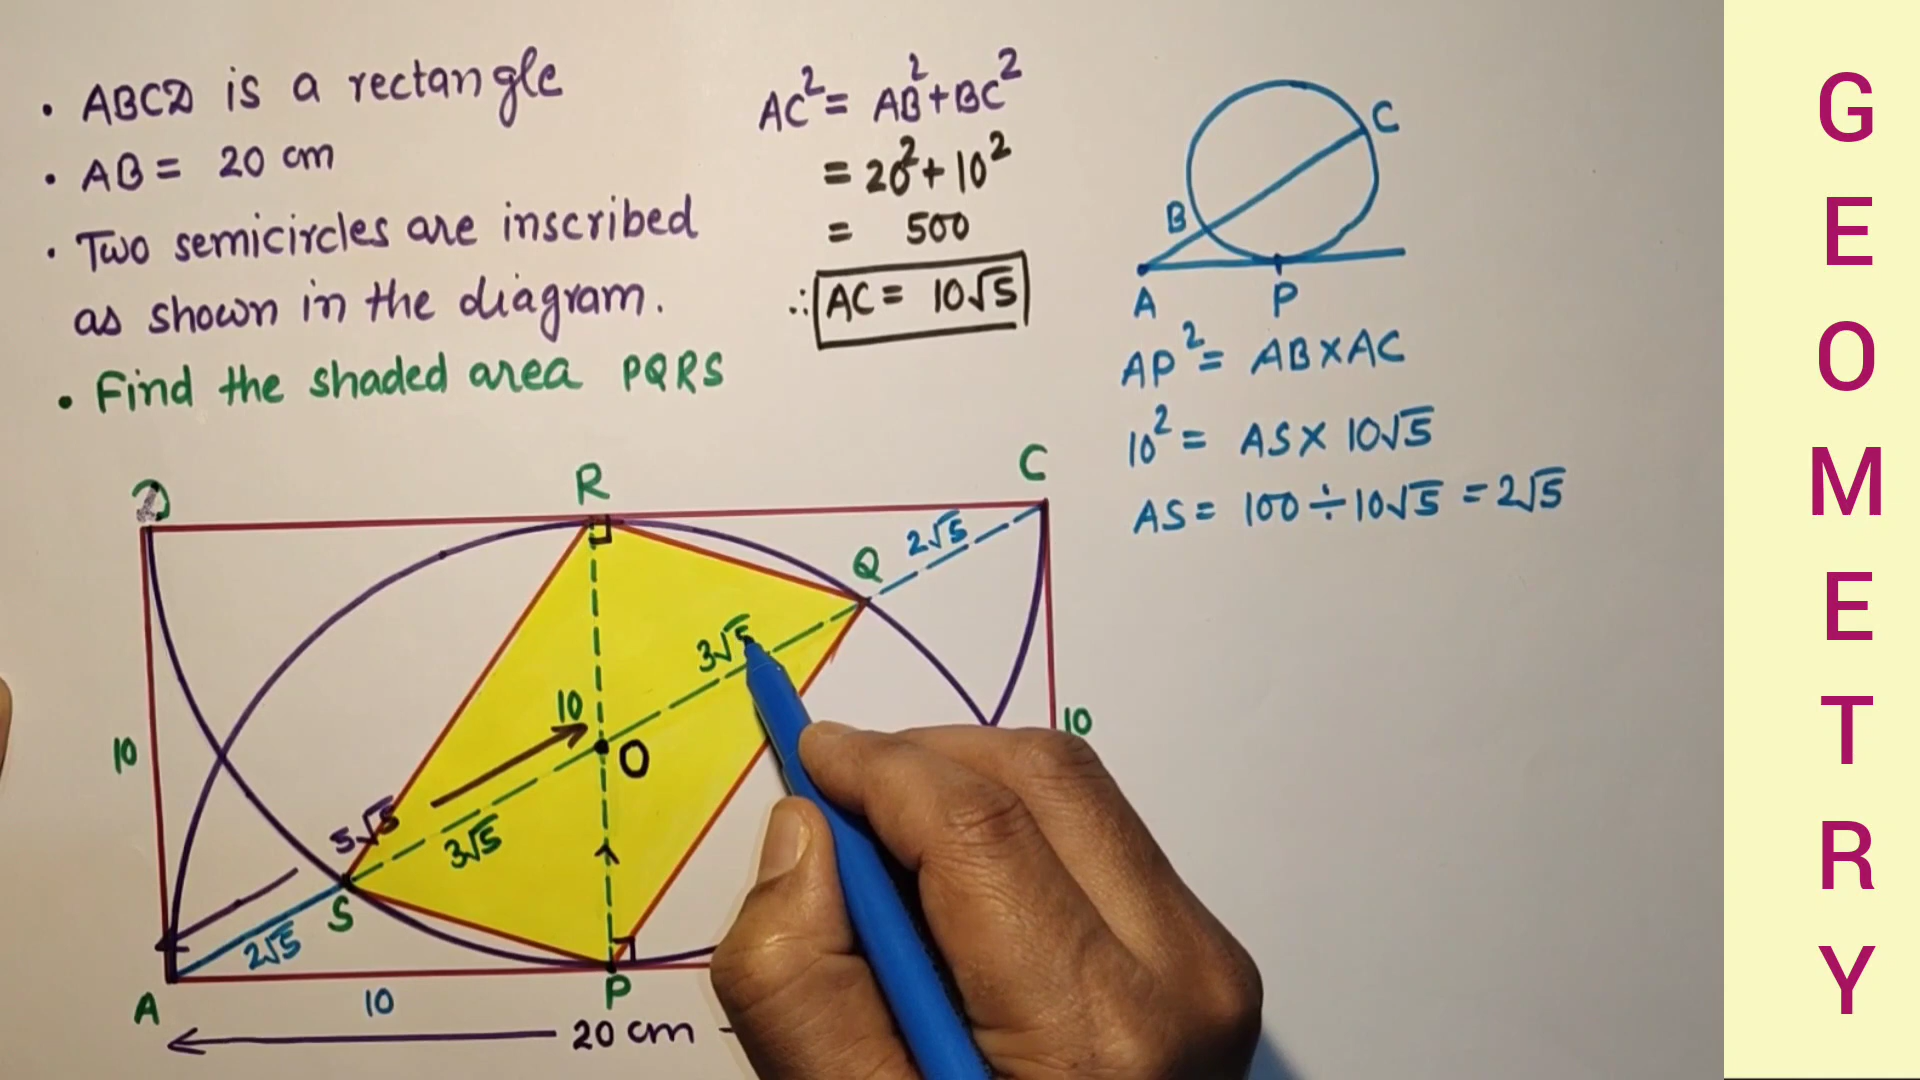 • ABCD is a rectangle
• AB = 20 cm
• Two semicircles are inscribed
as shown in the diagram.
• Find the shaded area PQRS
AC² = AB² + BC²
= 20² + 10²
= 500
∴ AC = 10√5
C
B
A P
AP² = AB × AC
10² = AS × 10√5
AS = 100 ÷ 10√5 = 2√5
D R C
2√5
Q
3√5
10
10
O
10
5√5
3√5
S
2√5
A 10 P
20 cm
GEOMETRY